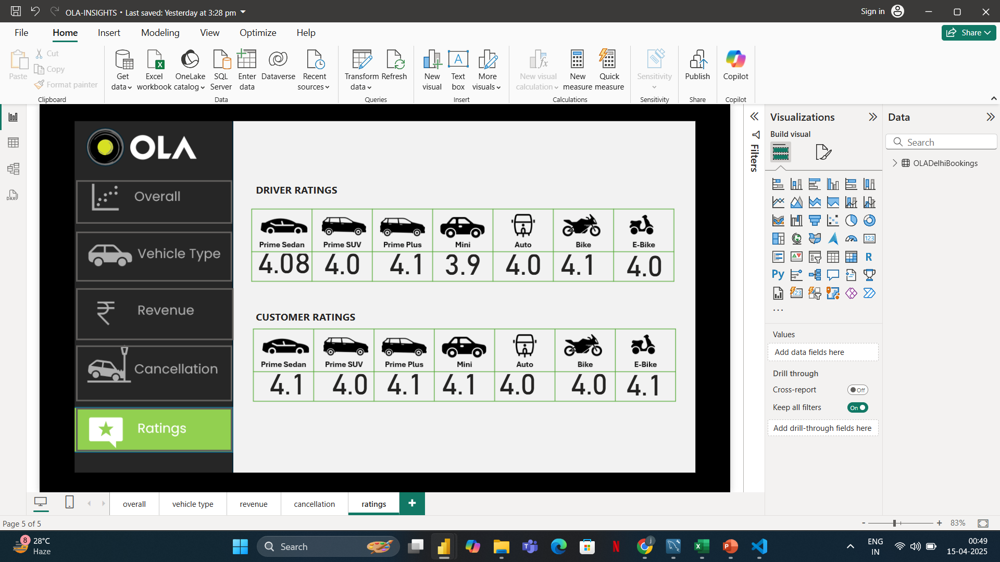 OLA-INSIGHTS • Last saved: Yesterday at 3:28 pm
Sign in
File Home Insert Modeling View Optimize Help
Share
Paste
Cut
Copy
Format painter
Clipboard
Get data
Excel workbook
OneLake catalog
SQL Server
Enter data
Dataverse
Recent sources
Data
Transform data
Refresh
Queries
New visual
Text box
More visuals
Insert
New visual calculation
New measure
Quick measure
Calculations
Sensitivity
Sensitivity
Publish
Share
Copilot
Copilot
OLA
Overall
Vehicle Type
Revenue
Cancellation
Ratings
DRIVER RATINGS
Prime Sedan Prime SUV Prime Plus Mini Auto Bike E-Bike
4.08 4.0 4.1 3.9 4.0 4.1 4.0
CUSTOMER RATINGS
Prime Sedan Prime SUV Prime Plus Mini Auto Bike E-Bike
4.1 4.0 4.1 4.1 4.0 4.0 4.1
Filters
Visualizations
Build visual
123
R
Py
123
...
Values
Add data fields here
Drill through
Cross-report Off
Keep all filters On
Add drill-through fields here
Data
Search
OLADelhiBookings
DAX
overall vehicle type revenue cancellation ratings +
Page 5 of 5
- + 83%
8
28°C
Haze
Search
ENG
IN
00:49
15-04-2025